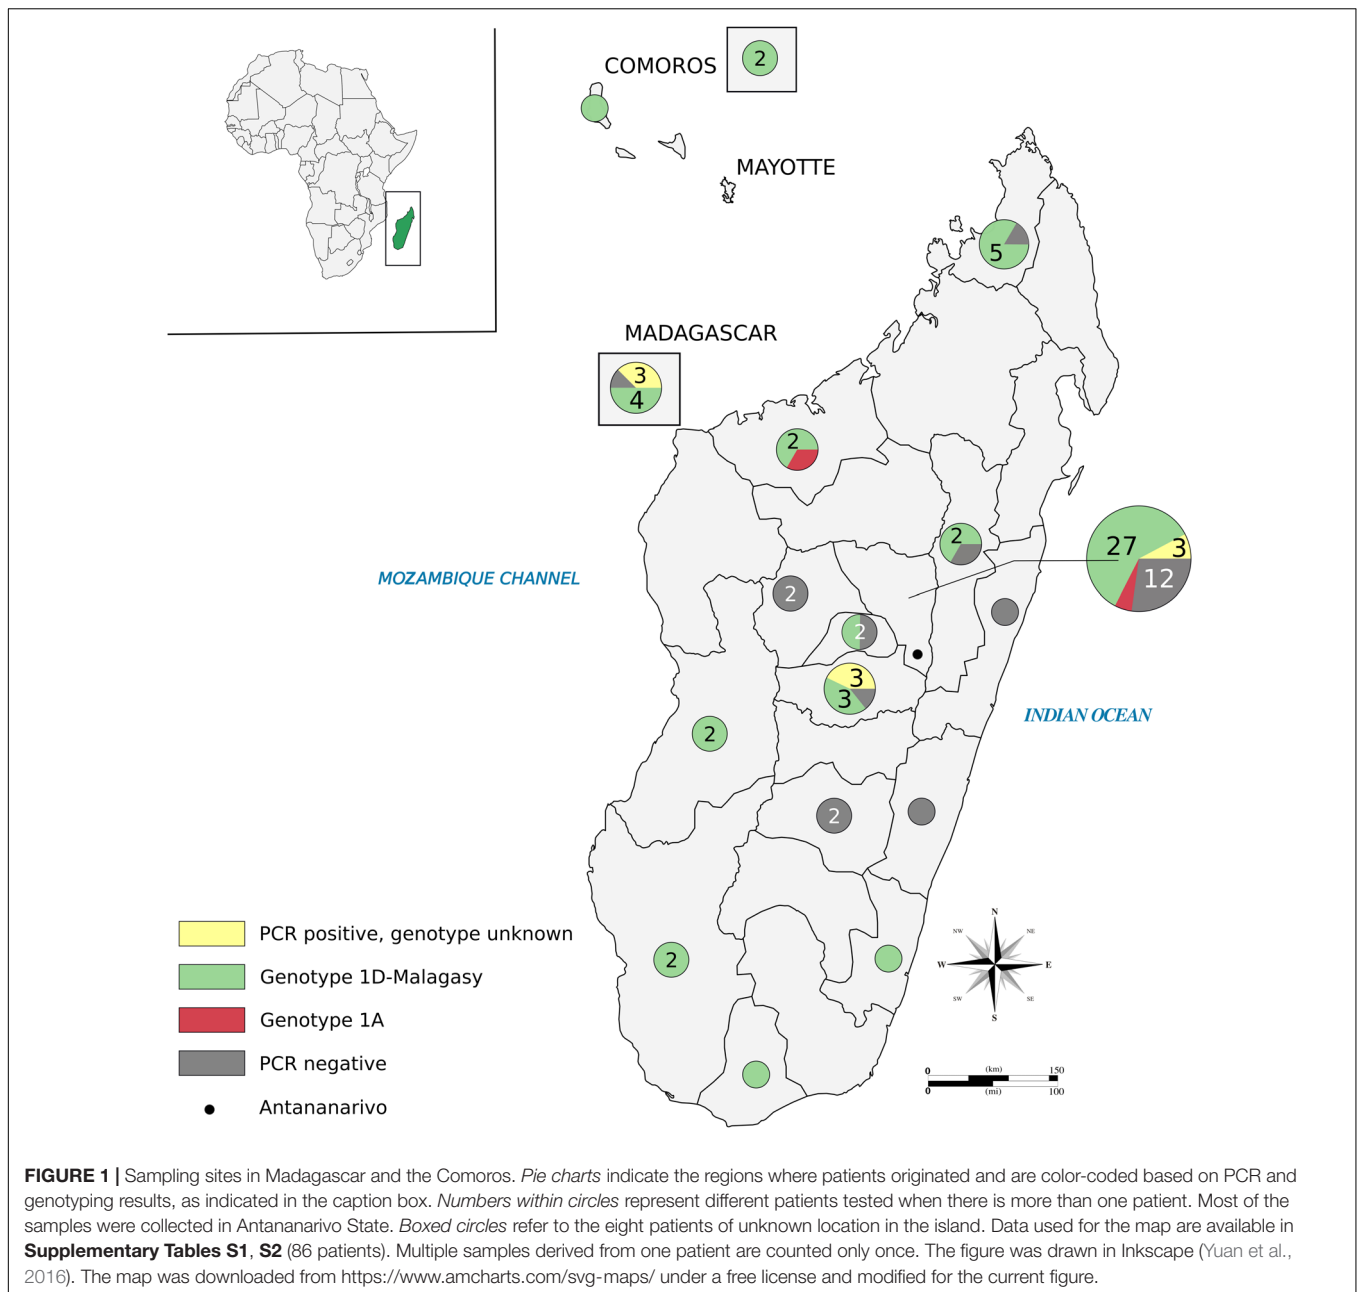 COMOROS
2
MAYOTTE
5
MADAGASCAR
3
4
2
2
27
3
12
MOZAMBIQUE CHANNEL
2
2
3
3
INDIAN OCEAN
2
2
2
PCR positive, genotype unknown
Genotype 1D-Malagasy
Genotype 1A
PCR negative
Antananarivo
N
NW
NE
W
E
SW
SE
S
0 (km) 150
0 (mi) 100
FIGURE 1 | Sampling sites in Madagascar and the Comoros. Pie charts indicate the regions where patients originated and are color-coded based on PCR and
genotyping results, as indicated in the caption box. Numbers within circles represent different patients tested when there is more than one patient. Most of the
samples were collected in Antananarivo State. Boxed circles refer to the eight patients of unknown location in the island. Data used for the map are available in
Supplementary Tables S1, S2 (86 patients). Multiple samples derived from one patient are counted only once. The figure was drawn in Inkscape (Yuan et al.,
2016). The map was downloaded from https://www.amcharts.com/svg-maps/ under a free license and modified for the current figure.